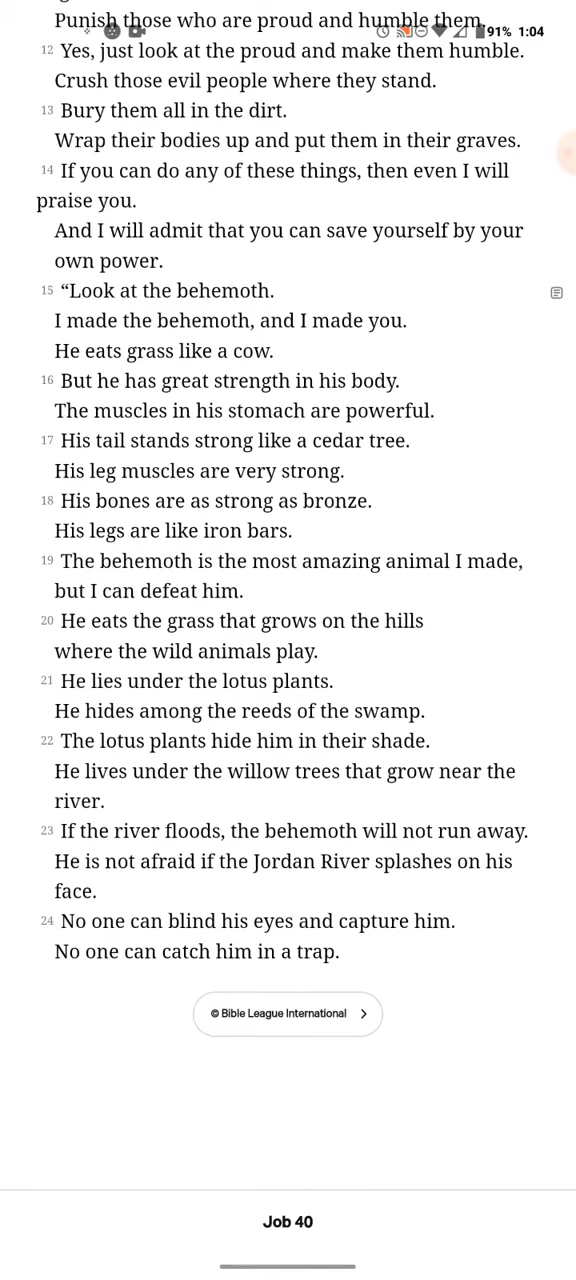 Punish those who are proud and humble them.
91% 1:04
12 Yes, just look at the proud and make them humble.
Crush those evil people where they stand.
13 Bury them all in the dirt.
Wrap their bodies up and put them in their graves.
14 If you can do any of these things, then even I will
praise you.
And I will admit that you can save yourself by your
own power.
15 “Look at the behemoth.
I made the behemoth, and I made you.
He eats grass like a cow.
16 But he has great strength in his body.
The muscles in his stomach are powerful.
17 His tail stands strong like a cedar tree.
His leg muscles are very strong.
18 His bones are as strong as bronze.
His legs are like iron bars.
19 The behemoth is the most amazing animal I made,
but I can defeat him.
20 He eats the grass that grows on the hills
where the wild animals play.
21 He lies under the lotus plants.
He hides among the reeds of the swamp.
22 The lotus plants hide him in their shade.
He lives under the willow trees that grow near the
river.
23 If the river floods, the behemoth will not run away.
He is not afraid if the Jordan River splashes on his
face.
24 No one can blind his eyes and capture him.
No one can catch him in a trap.
© Bible League International
Job 40